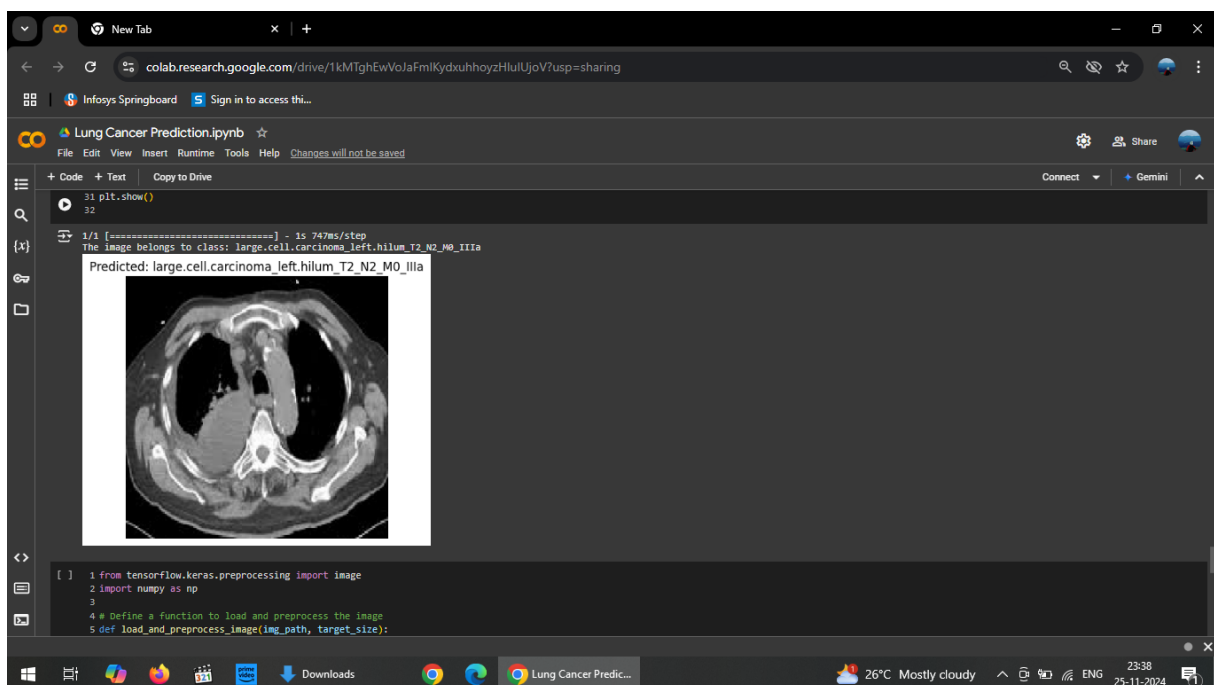 New Tab
colab.research.google.com/drive/1kMTghEwVoJaFmIKydxuhhoyzHluIUjoV?usp=sharing
Infosys Springboard
S Sign in to access thi...
Lung Cancer Prediction.ipynb
File Edit View Insert Runtime Tools Help Changes will not be saved
Share
+ Code + Text Copy to Drive
Connect
Gemini
31 plt.show()
32
1/1 [==============================] - 1s 747ms/step
The image belongs to class: large.cell.carcinoma_left.hilum_T2_N2_M0_IIIa
Predicted: large.cell.carcinoma_left.hilum_T2_N2_M0_IIIa
[ ] 1 from tensorflow.keras.preprocessing import image
2 import numpy as np
3
4 # Define a function to load and preprocess the image
5 def load_and_preprocess_image(img_path, target_size):
321
prime video
Downloads
Lung Cancer Predic...
26°C Mostly cloudy
ENG
23:38
25-11-2024
1